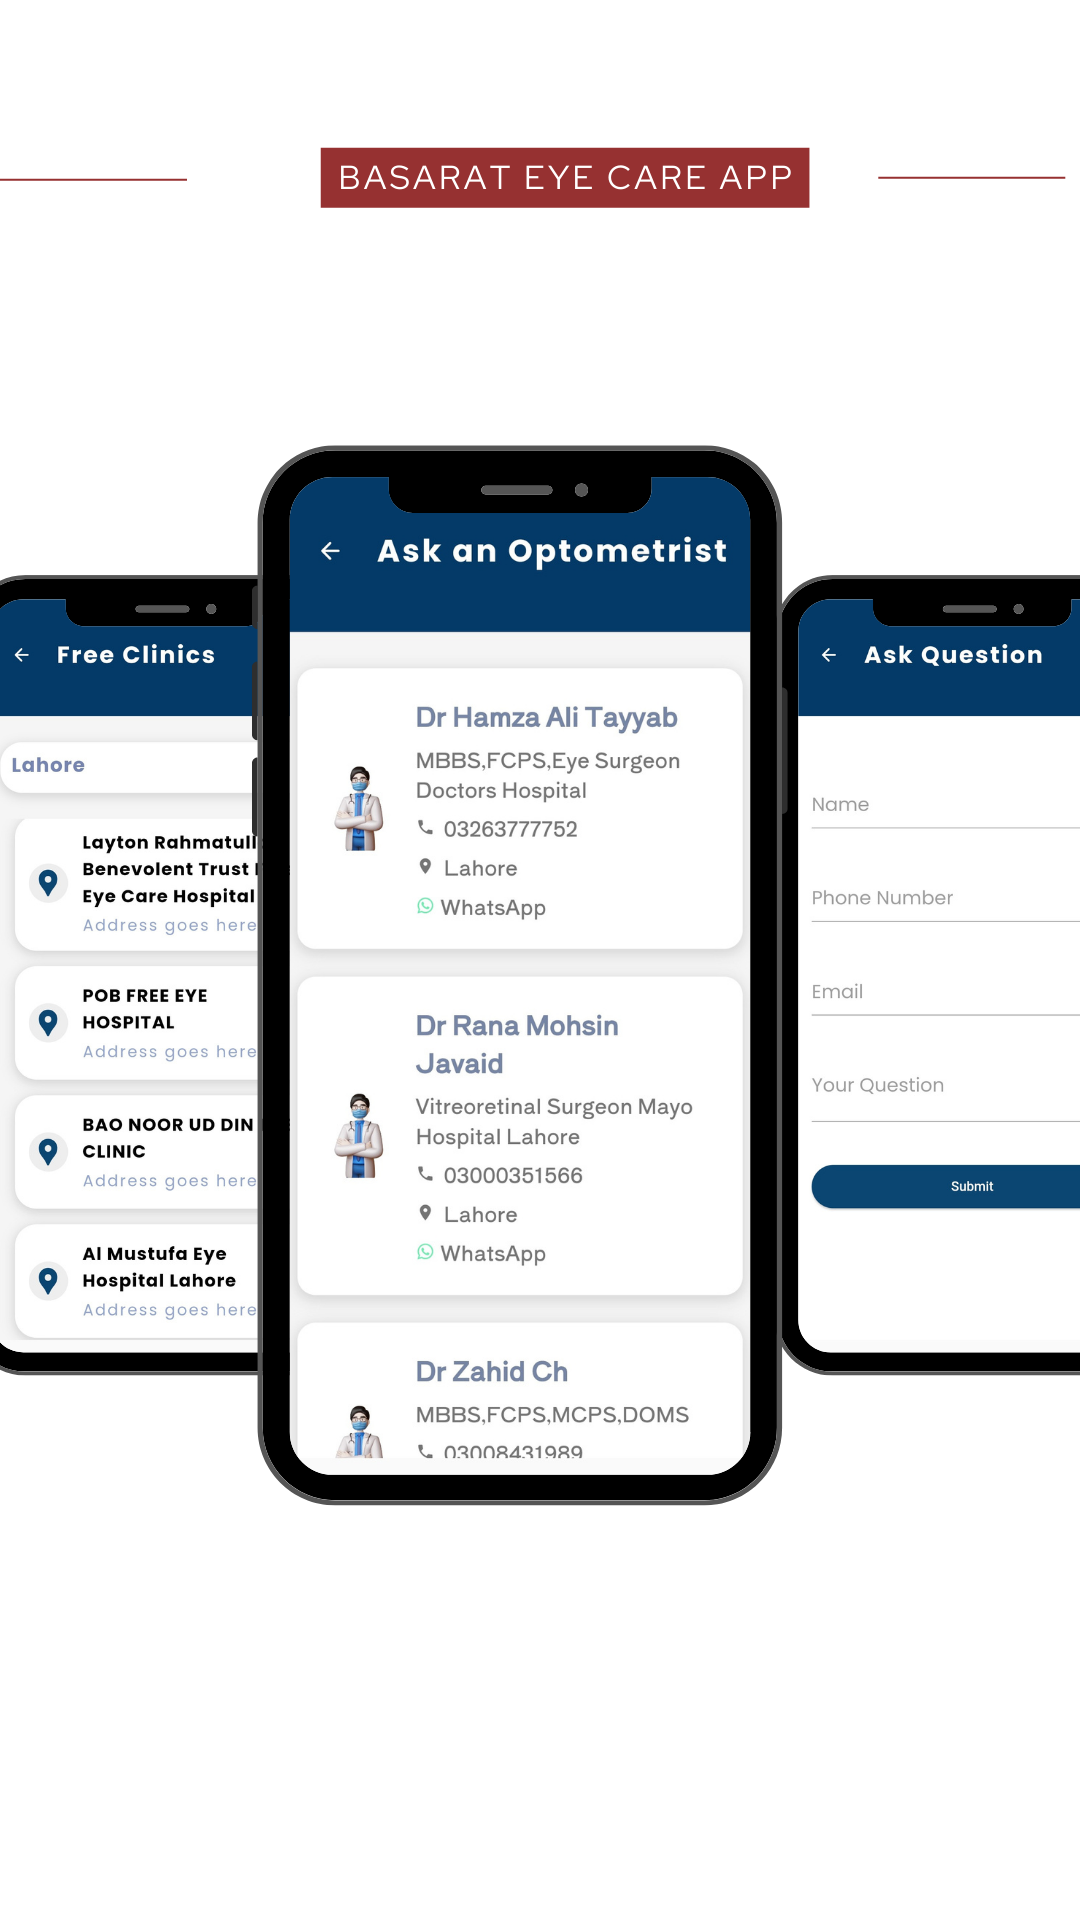 BASARAT EYE CARE APP
Free Clinics
Lahore
Layton
Benevolent Trust
Eye Care Hospital
Address goes here
POB FREE EYE
HOSPITAL
Address goes here
BAO NOOR UD DIN
CLINIC
Address goes here
Al Mustufa Eye
Hospital Lahore
Address goes here
Ask an Optometrist
Dr Hamza Ali Tayyab
MBBS,FCPS,Eye Surgeon
Doctors Hospital
03263777752
Lahore
WhatsApp
Dr Rana Mohsin
Javaid
Vitreoretinal Surgeon Mayo
Hospital Lahore
03000351566
Lahore
WhatsApp
Dr Zahid Ch
MBBS,FCPS,MCPS,DOMS
03008431989
Ask Question
Name
Phone Number
Email
Your Question
Submit